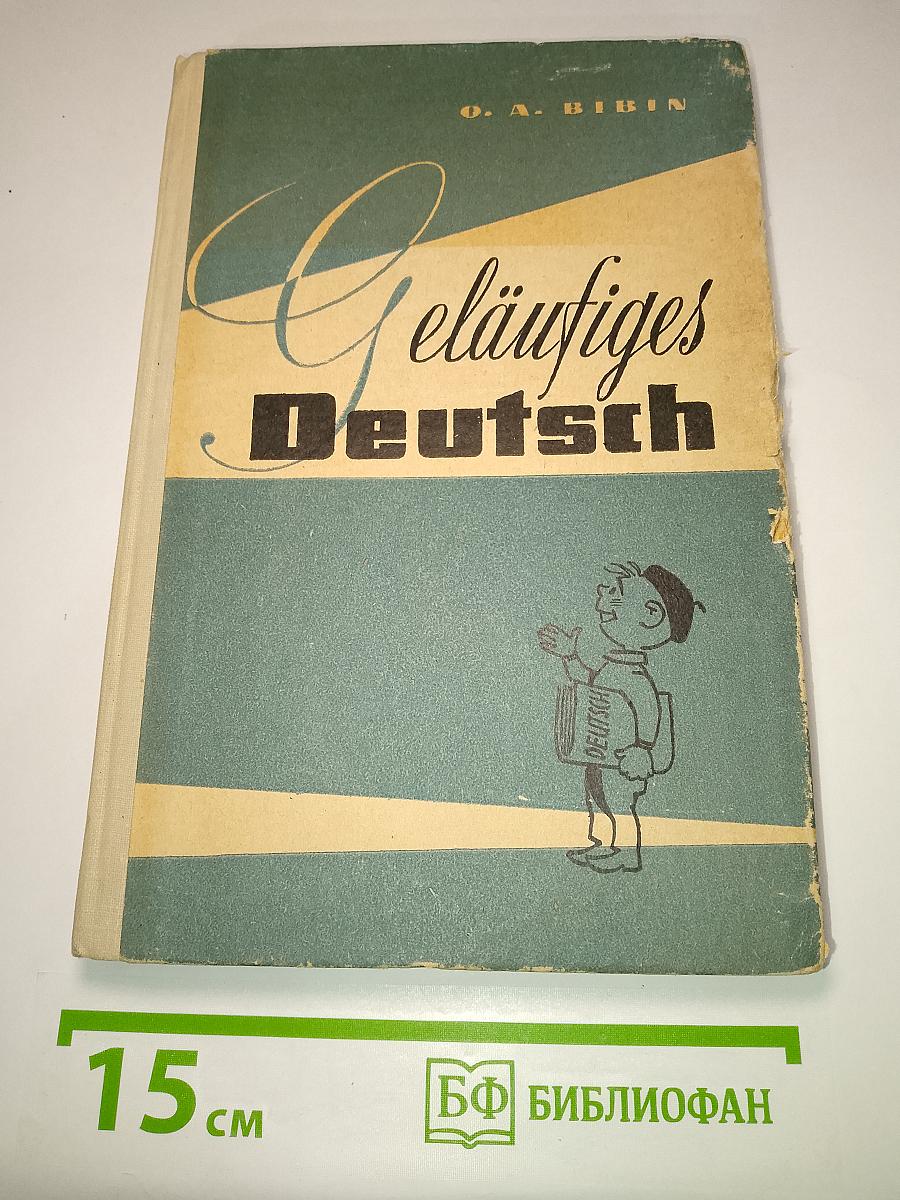 O. A. BIBIN
Geläufiges
Deutsch
DEUTSCH
15 см
БФ БИБЛИОФАН